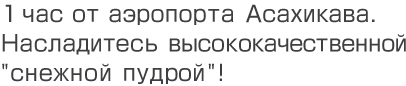 1 час от аэропорта Асахикава.
Насладитесь высококачественной
"снежной пудрой"!